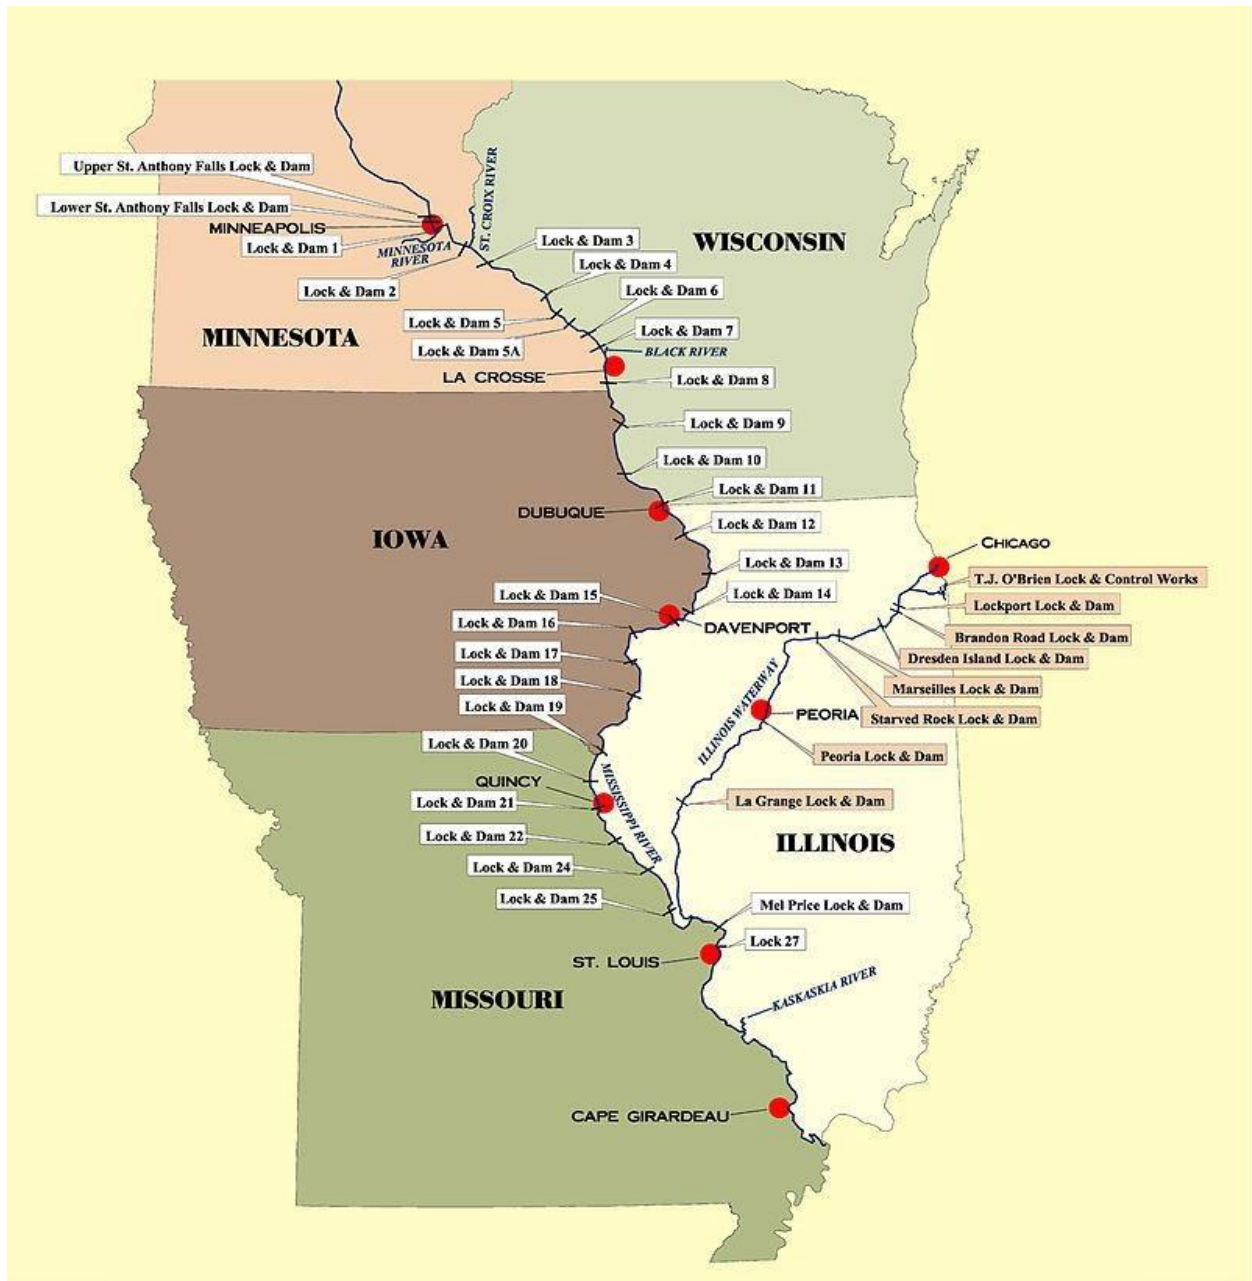 Upper St. Anthony Falls Lock & Dam
Lower St. Anthony Falls Lock & Dam
MINNEAPOLIS
Lock & Dam 1
MINNESOTA
RIVER
ST. CROIX RIVER
Lock & Dam 2
Lock & Dam 3
WISCONSIN
Lock & Dam 4
Lock & Dam 6
Lock & Dam 5
Lock & Dam 7
MINNESOTA
Lock & Dam 5A
BLACK RIVER
LA CROSSE
Lock & Dam 8
Lock & Dam 9
Lock & Dam 10
Lock & Dam 11
DUBUQUE
Lock & Dam 12
IOWA
CHICAGO
Lock & Dam 13
T.J. O'Brien Lock & Control Works
Lock & Dam 15
Lock & Dam 14
Lockport Lock & Dam
Lock & Dam 16
DAVENPORT
Brandon Road Lock & Dam
Lock & Dam 17
Dresden Island Lock & Dam
Lock & Dam 18
Marseilles Lock & Dam
Lock & Dam 19
ILLINOIS WATERWAY
PEORIA
Starved Rock Lock & Dam
Lock & Dam 20
Peoria Lock & Dam
QUINCY
MISSISSIPPI RIVER
Lock & Dam 21
La Grange Lock & Dam
Lock & Dam 22
ILLINOIS
Lock & Dam 24
Lock & Dam 25
Mel Price Lock & Dam
Lock 27
ST. LOUIS
MISSOURI
KASKASKIA RIVER
CAPE GIRARDEAU